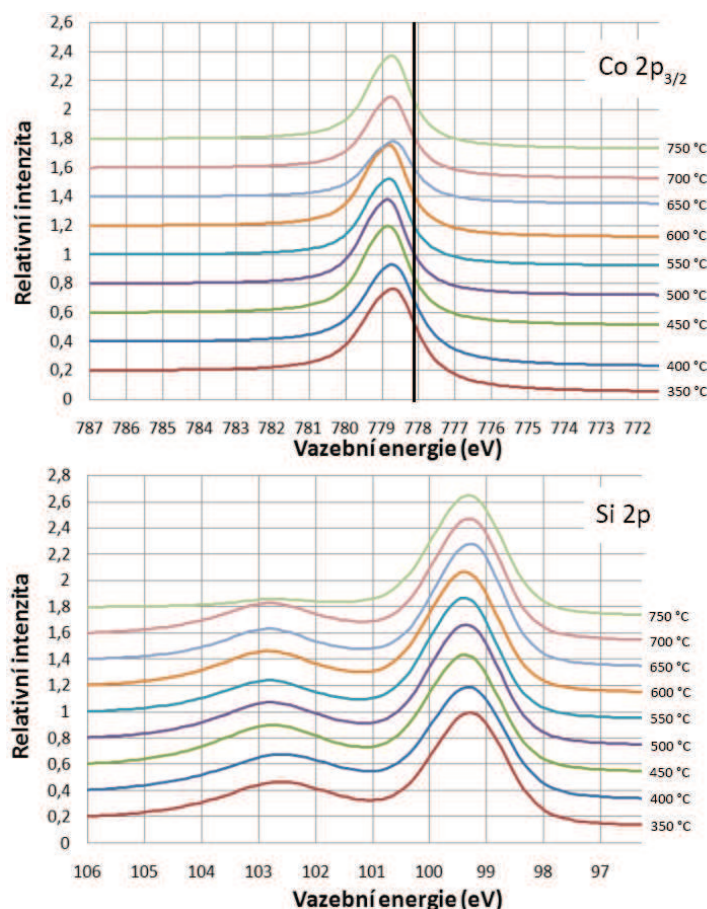 2,6
2,4
2,2
2
1,8
1,6
1,4
1,2
1
0,8
0,6
0,4
0,2
0
Relativní intenzita
Co 2p3/2
750 °C
700 °C
650 °C
600 °C
550 °C
500 °C
450 °C
400 °C
350 °C
787 786 785 784 783 782 781 780 779 778 777 776 775 774 773 772
Vazební energie (eV)
2,8
2,6
2,4
2,2
2
1,8
1,6
1,4
1,2
1
0,8
0,6
0,4
0,2
0
Relativní intenzita
Si 2p
750 °C
700 °C
650 °C
600 °C
550 °C
500 °C
450 °C
400 °C
350 °C
106 105 104 103 102 101 100 99 98 97
Vazební energie (eV)